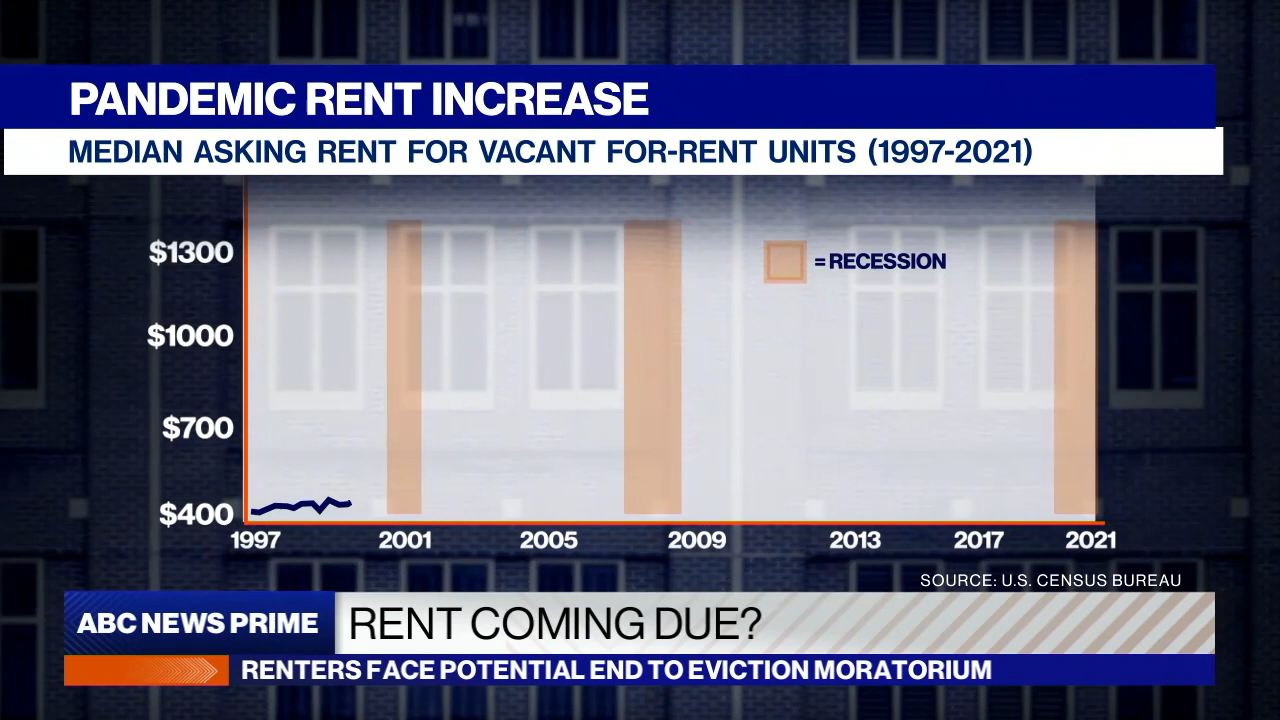 PANDEMIC RENT INCREASE
MEDIAN ASKING RENT FOR VACANT FOR-RENT UNITS (1997-2021)
$1300
= RECESSION
$1000
$700
$400
1997 2001 2005 2009 2013 2017 2021
SOURCE: U.S. CENSUS BUREAU
ABC NEWS PRIME RENT COMING DUE?
RENTERS FACE POTENTIAL END TO EVICTION MORATORIUM